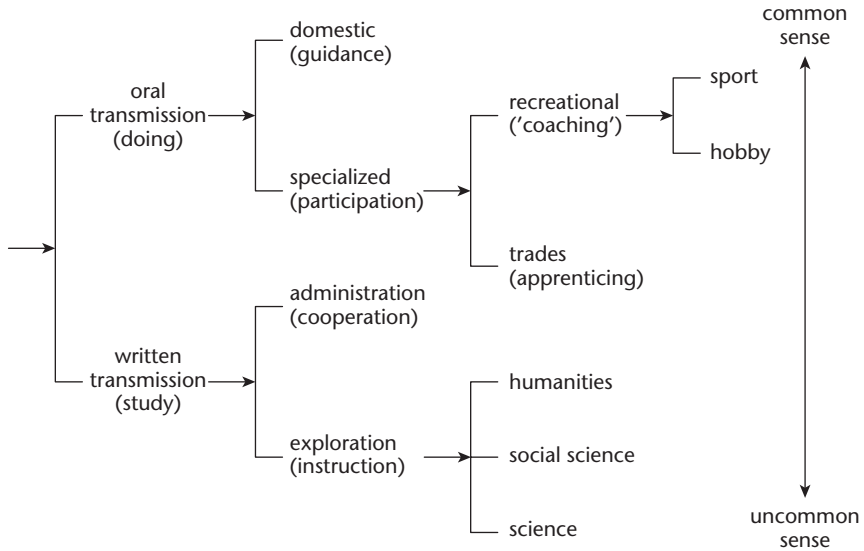 domestic
(guidance)
oral
transmission
(doing)
specialized
(participation)
recreational
('coaching’)
sport
hobby
trades
(apprenticing)
written
transmission
(study)
administration
(cooperation)
exploration
(instruction)
humanities
social science
science
common
sense
uncommon
sense